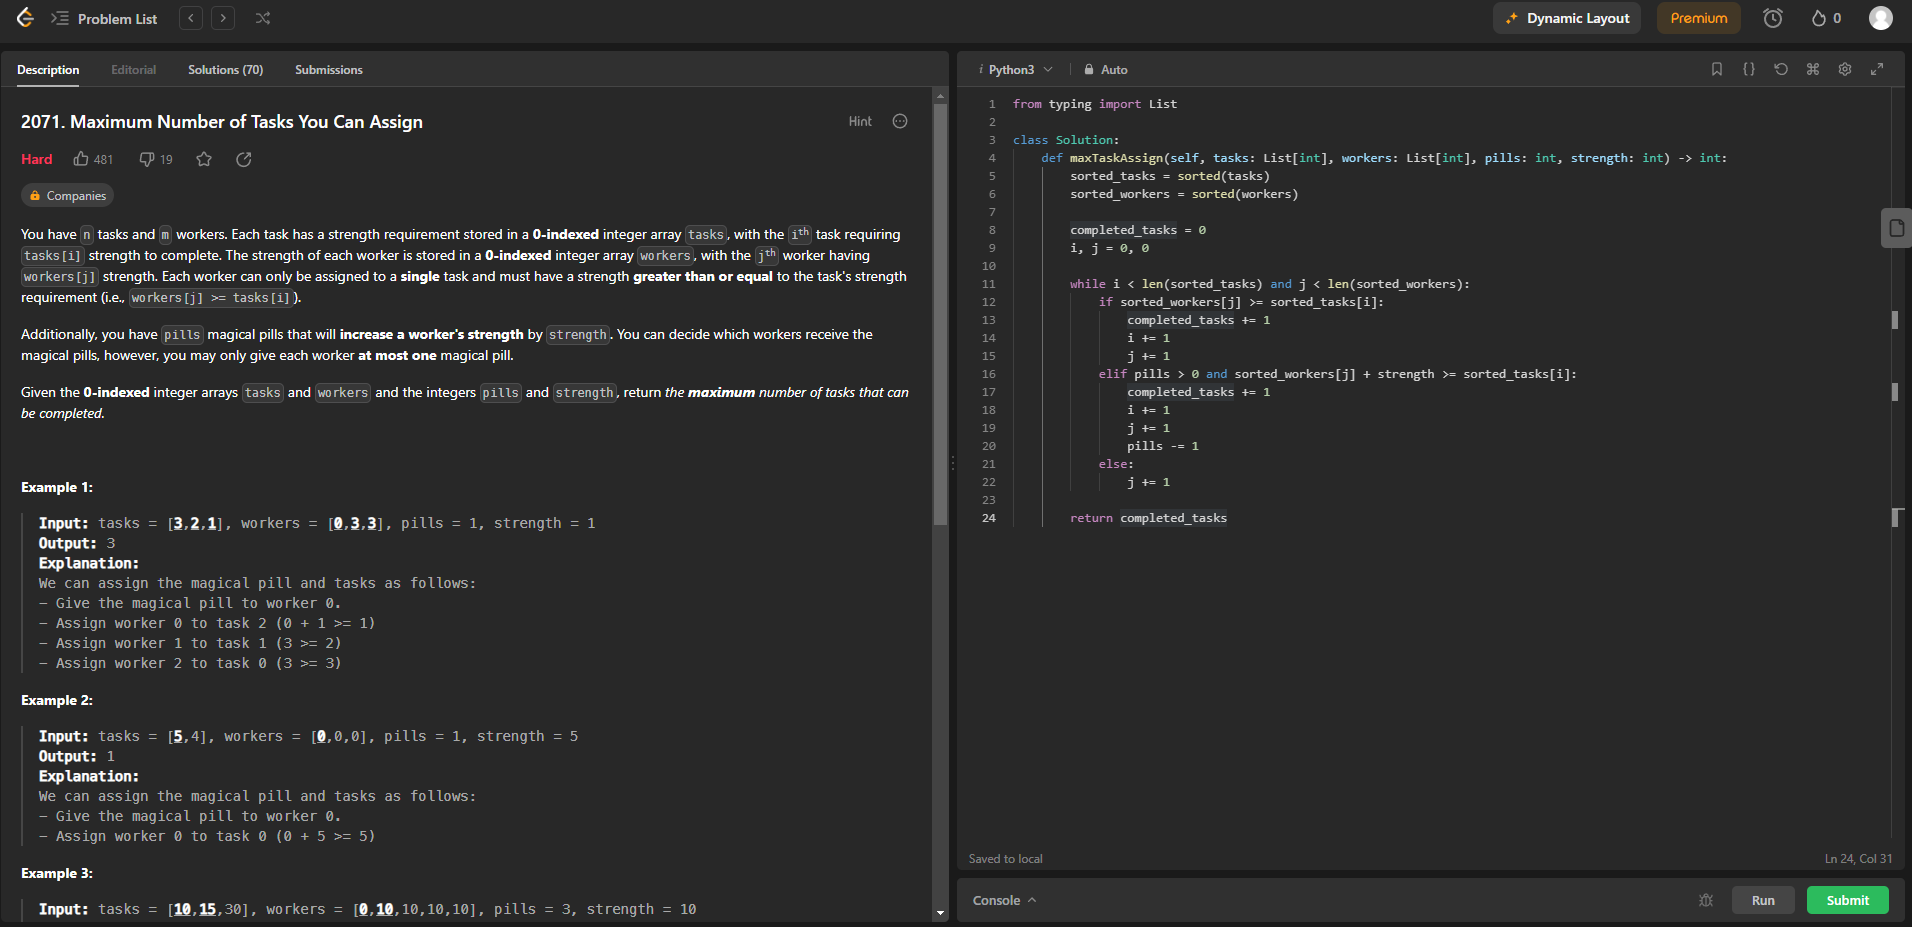 Problem List
Dynamic Layout
Premium
0
Description
Editorial
Solutions (70)
Submissions
2071. Maximum Number of Tasks You Can Assign
Hint
Hard
481
19
Companies
You have n tasks and m workers. Each task has a strength requirement stored in a 0-indexed integer array tasks, with the ith task requiring
tasks[i] strength to complete. The strength of each worker is stored in a 0-indexed integer array workers, with the jth worker having
workers[j] strength. Each worker can only be assigned to a single task and must have a strength greater than or equal to the task's strength
requirement (i.e., workers[j] >= tasks[i]).
Additionally, you have pills magical pills that will increase a worker's strength by strength. You can decide which workers receive the
magical pills, however, you may only give each worker at most one magical pill.
Given the 0-indexed integer arrays tasks and workers and the integers pills and strength, return the maximum number of tasks that can
be completed.
Example 1:
Input: tasks = [3,2,1], workers = [0,3,3], pills = 1, strength = 1
Output: 3
Explanation:
We can assign the magical pill and tasks as follows:
- Give the magical pill to worker 0.
- Assign worker 0 to task 2 (0 + 1 >= 1)
- Assign worker 1 to task 1 (3 >= 2)
- Assign worker 2 to task 0 (3 >= 3)
Example 2:
Input: tasks = [5,4], workers = [0,0,0], pills = 1, strength = 5
Output: 1
Explanation:
We can assign the magical pill and tasks as follows:
- Give the magical pill to worker 0.
- Assign worker 0 to task 0 (0 + 5 >= 5)
Example 3:
Input: tasks = [10,15,30], workers = [0,10,10,10,10], pills = 3, strength = 10
i Python3
Auto
1 from typing import List
2
3 class Solution:
4 def maxTaskAssign(self, tasks: List[int], workers: List[int], pills: int, strength: int) -> int:
5 sorted_tasks = sorted(tasks)
6 sorted_workers = sorted(workers)
7
8 completed_tasks = 0
9 i, j = 0, 0
10
11 while i < len(sorted_tasks) and j < len(sorted_workers):
12 if sorted_workers[j] >= sorted_tasks[i]:
13 completed_tasks += 1
14 i += 1
15 j += 1
16 elif pills > 0 and sorted_workers[j] + strength >= sorted_tasks[i]:
17 completed_tasks += 1
18 i += 1
19 j += 1
20 pills -= 1
21 else:
22 j += 1
23
24 return completed_tasks
Saved to local
Ln 24, Col 31
Console
Run
Submit